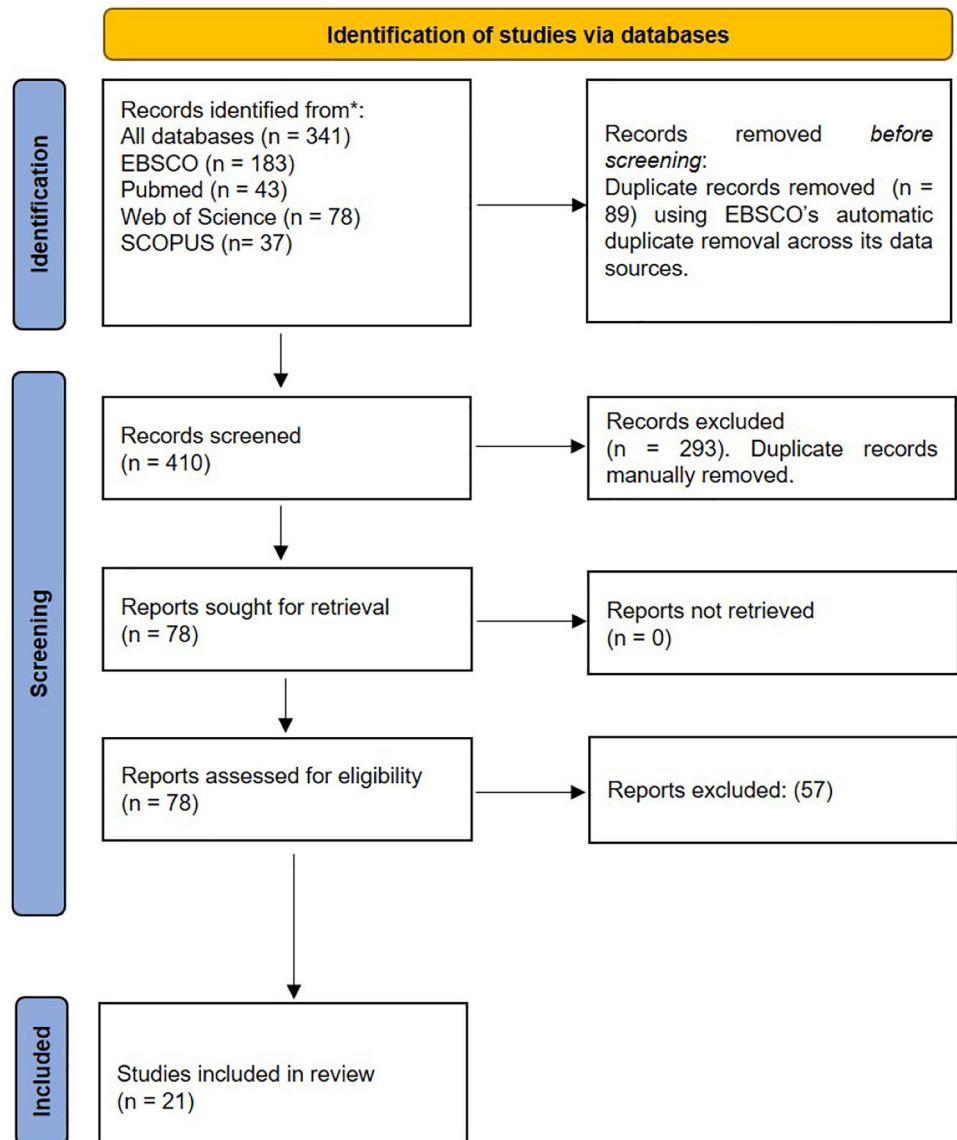 Identification of studies via databases
Identification
Records identified from*:
All databases (n = 341)
EBSCO (n = 183)
Pubmed (n = 43)
Web of Science (n = 78)
SCOPUS (n= 37)
Records removed before
screening:
Duplicate records removed (n =
89) using EBSCO’s automatic
duplicate removal across its data
sources.
Screening
Records screened
(n = 410)
Records excluded
(n = 293). Duplicate records
manually removed.
Reports sought for retrieval
(n = 78)
Reports not retrieved
(n = 0)
Reports assessed for eligibility
(n = 78)
Reports excluded: (57)
Included
Studies included in review
(n = 21)